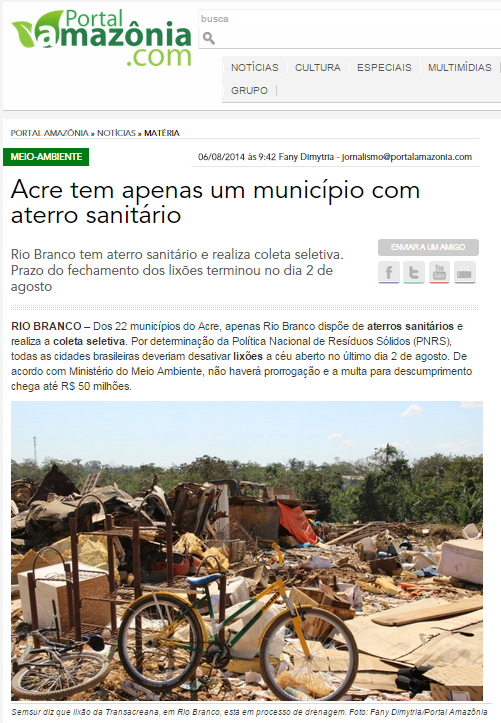 Portal
amazônia
.com
busca
NOTÍCIAS CULTURA ESPECIAIS MULTIMÍDIAS
GRUPO
PORTAL AMAZÔNIA » NOTÍCIAS » MATÉRIA
MEIO-AMBIENTE
06/08/2014 às 9:42 Fany Dimytria - jornalismo@portalamazonia.com
Acre tem apenas um município com
aterro sanitário
Rio Branco tem aterro sanitário e realiza coleta seletiva.
Prazo do fechamento dos lixões terminou no dia 2 de
agosto
ENVIAR A UM AMIGO
f t You Tube
RIO BRANCO – Dos 22 municípios do Acre, apenas Rio Branco dispõe de aterros sanitários e
realiza a coleta seletiva. Por determinação da Política Nacional de Resíduos Sólidos (PNRS),
todas as cidades brasileiras deveriam desativar lixões a céu aberto no último dia 2 de agosto. De
acordo com Ministério do Meio Ambiente, não haverá prorrogação e a multa para descumprimento
chega até R$ 50 milhões.
Semsur diz que lixão da Transacreana, em Rio Branco, está em processo de drenagem. Foto: Fany Dimytria/Portal Amazônia